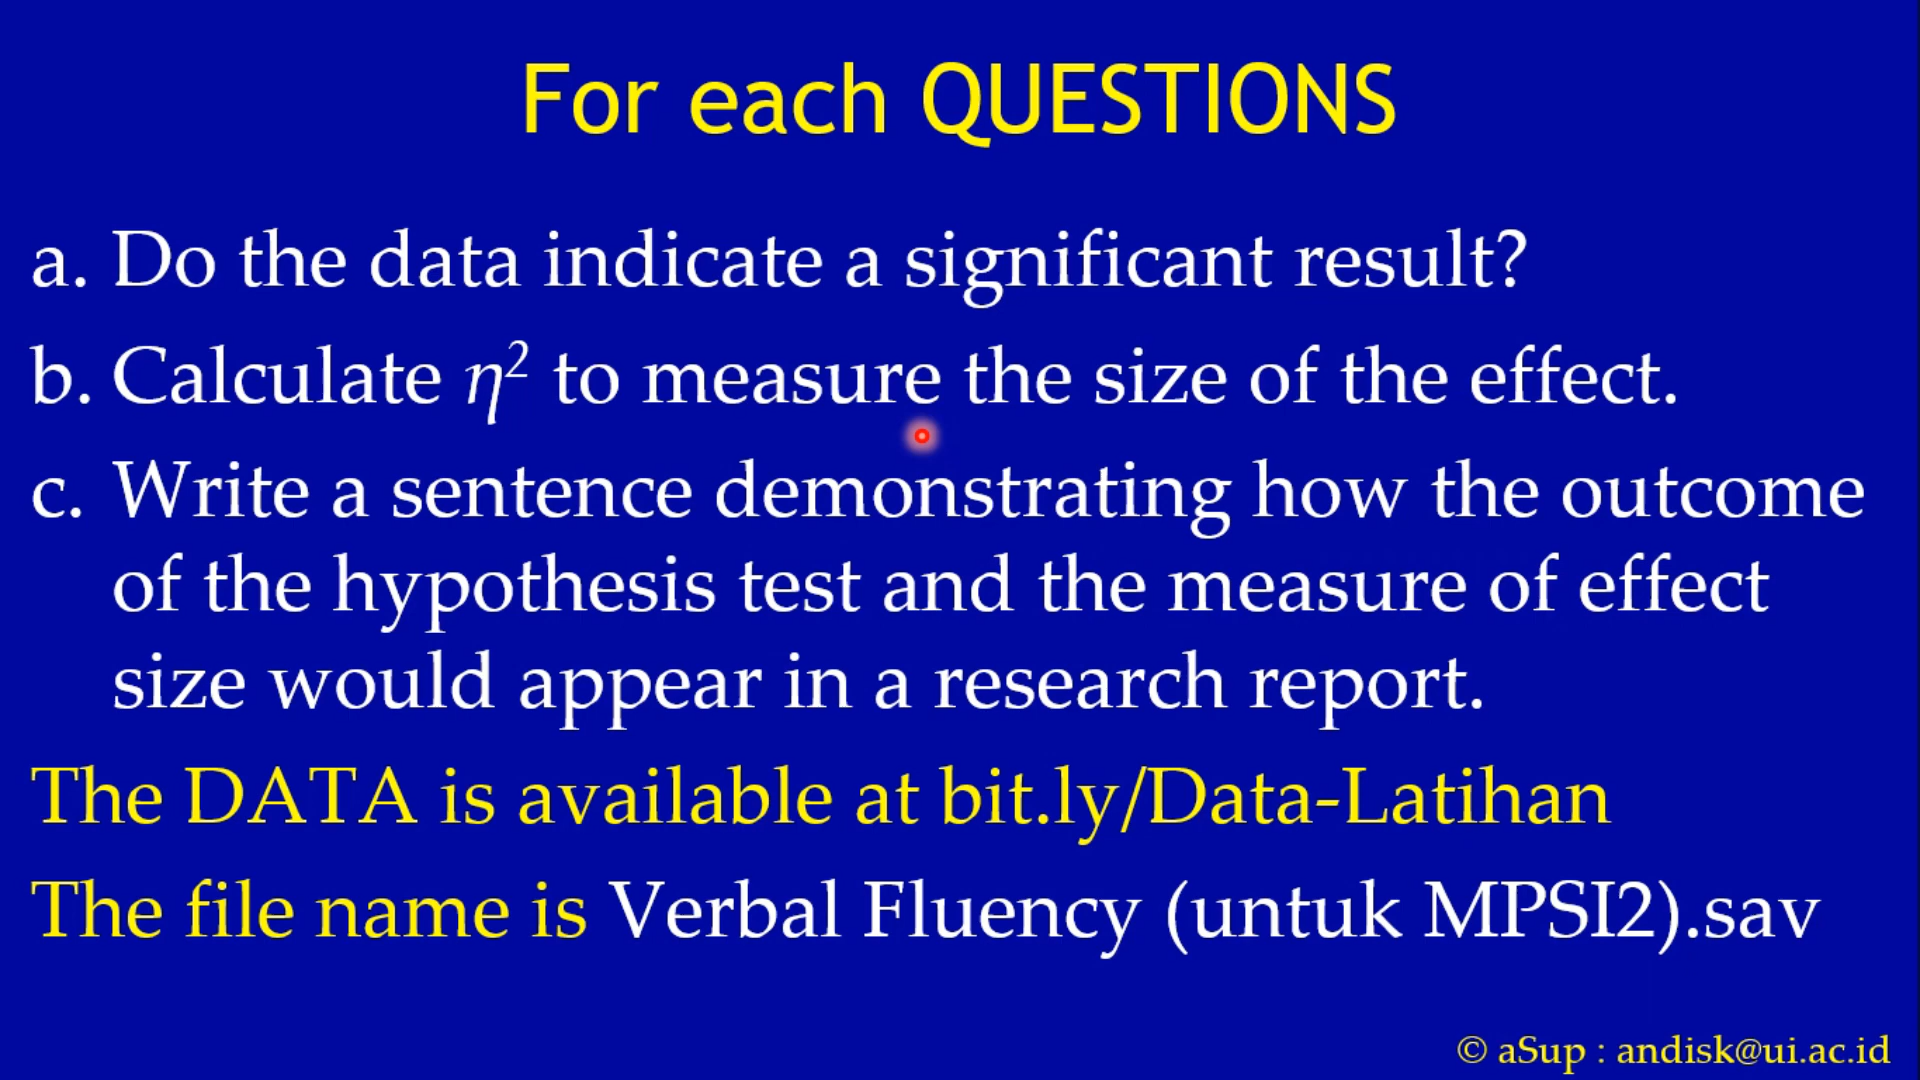 For each QUESTIONS
a. Do the data indicate a significant result?
b. Calculate η² to measure the size of the effect.
c. Write a sentence demonstrating how the outcome
of the hypothesis test and the measure of effect
size would appear in a research report.
The DATA is available at bit.ly/Data-Latihan
The file name is Verbal Fluency (untuk MPSI2).sav
© aSup : andisk@ui.ac.id